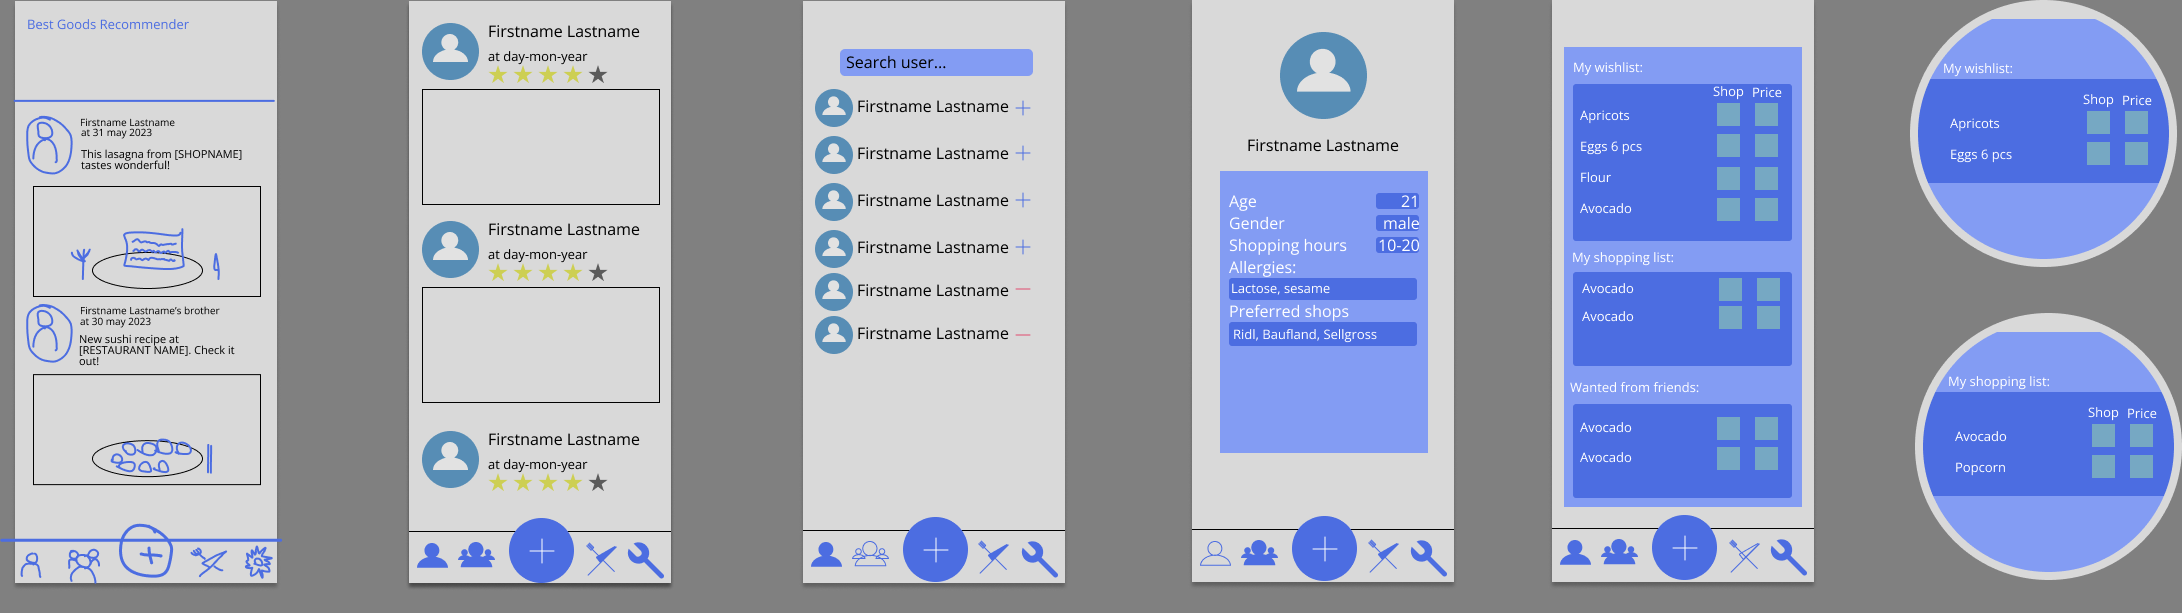 Best Goods Recommender
Firstname Lastname
at 31 may 2023
This lasagna from [SHOPNAME]
tastes wonderful!
Firstname Lastname's brother
at 30 may 2023
New sushi recipe at
[RESTAURANT NAME]. Check it
out!
Firstname Lastname
at day-mon-year
Firstname Lastname
at day-mon-year
Firstname Lastname
at day-mon-year
Search user...
Firstname Lastname
Firstname Lastname
Firstname Lastname
Firstname Lastname
Firstname Lastname
Firstname Lastname
Firstname Lastname
Age 21
Gender male
Shopping hours 10-20
Allergies:
Lactose, sesame
Preferred shops
Ridl, Baufland, Sellgross
My wishlist:
Shop Price
Apricots
Eggs 6 pcs
Flour
Avocado
My shopping list:
Avocado
Avocado
Wanted from friends:
Avocado
Avocado
My wishlist:
Shop Price
Apricots
Eggs 6 pcs
My shopping list:
Shop Price
Avocado
Popcorn